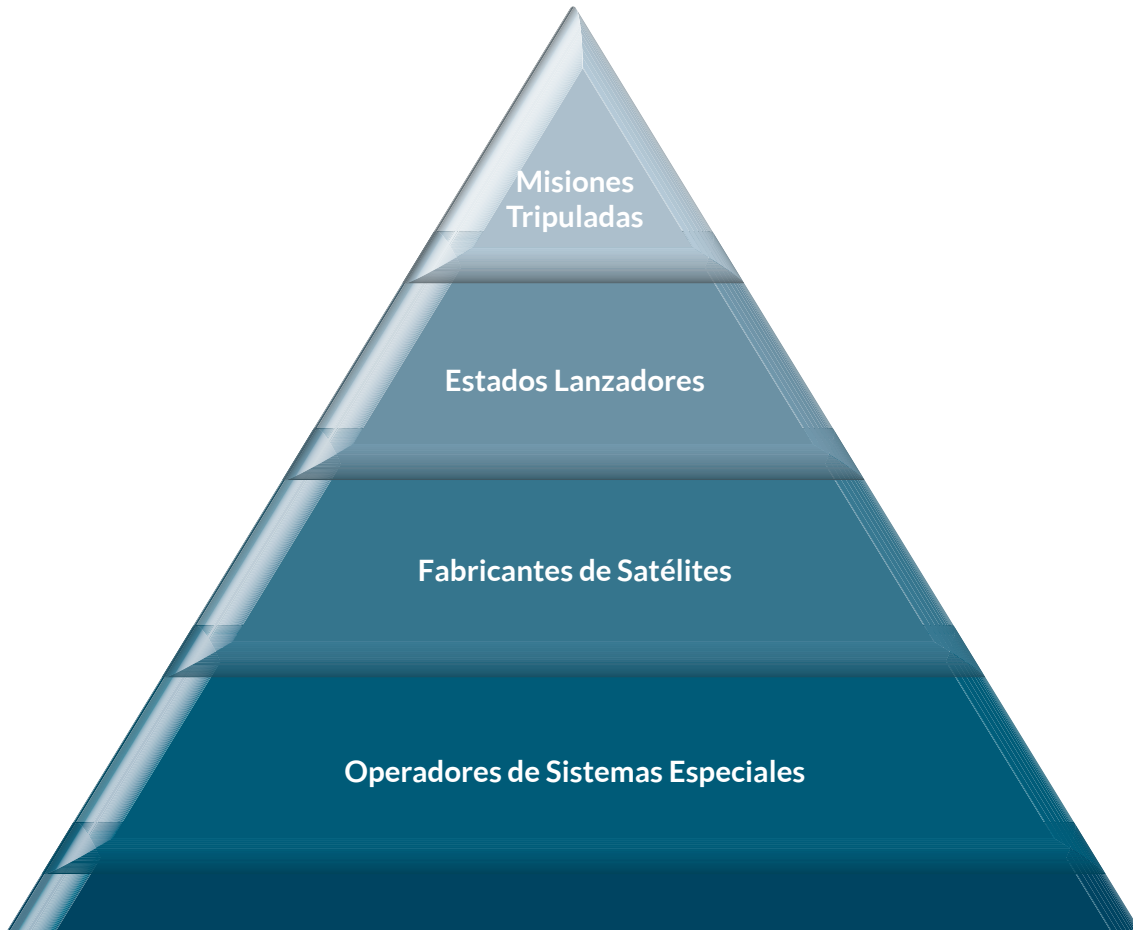 Misiones
Tripuladas
Estados Lanzadores
Fabricantes de Satélites
Operadores de Sistemas Especiales